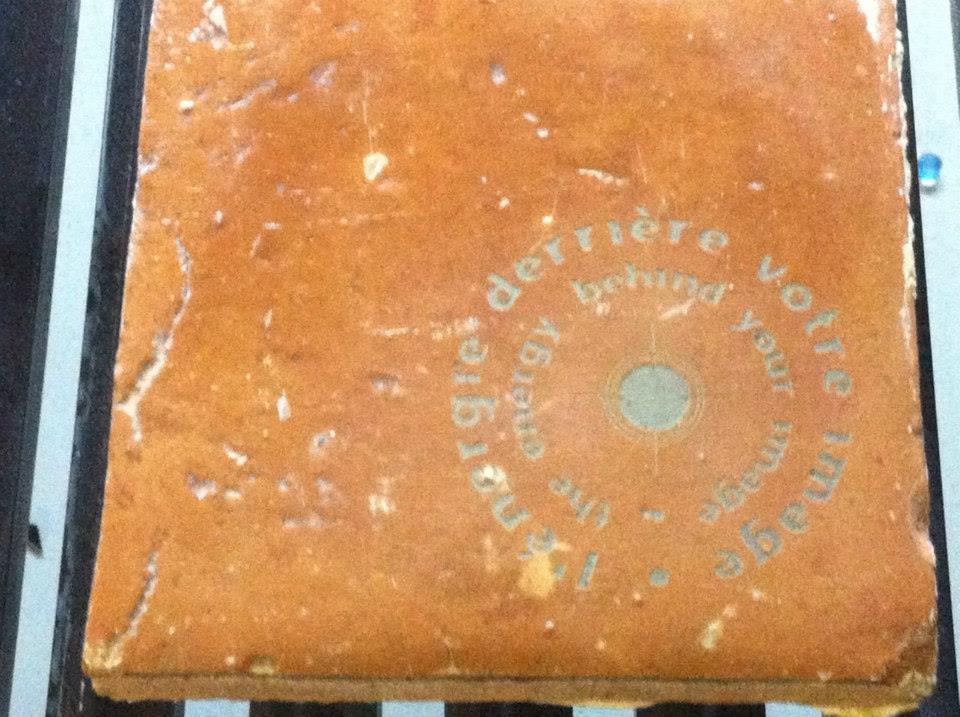 l'énergie derrière votre image •
the energy behind your image -